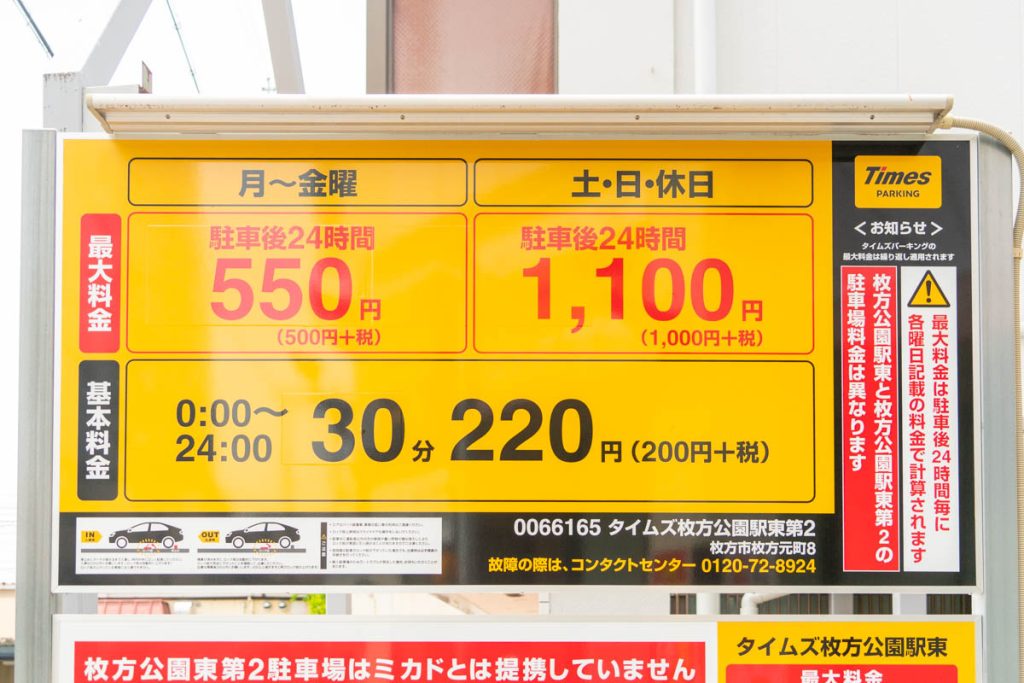 月～金曜
土・日・休日
最大料金
駐車後24時間
550円
(500円+税)
駐車後24時間
1,100円
(1,000円+税)
基本料金
0:00～
24:00
30分 220円(200円+税)
Times
PARKING
＜お知らせ＞
タイムズパーキングの
最大料金は繰り返し適用されます
最大料金は駐車後24時間毎に
各曜日記載の料金で計算されます
枚方公園駅東と枚方公園駅東第2の
駐車場料金は異なります
IN
入庫時
OUT
出庫時
ご注意
0066165 タイムズ枚方公園駅東第2
枚方市枚方元町8
故障の際は、コンタクトセンター 0120-72-8924
枚方公園東第2駐車場はミカドとは提携していません
タイムズ枚方公園駅東
最大料金